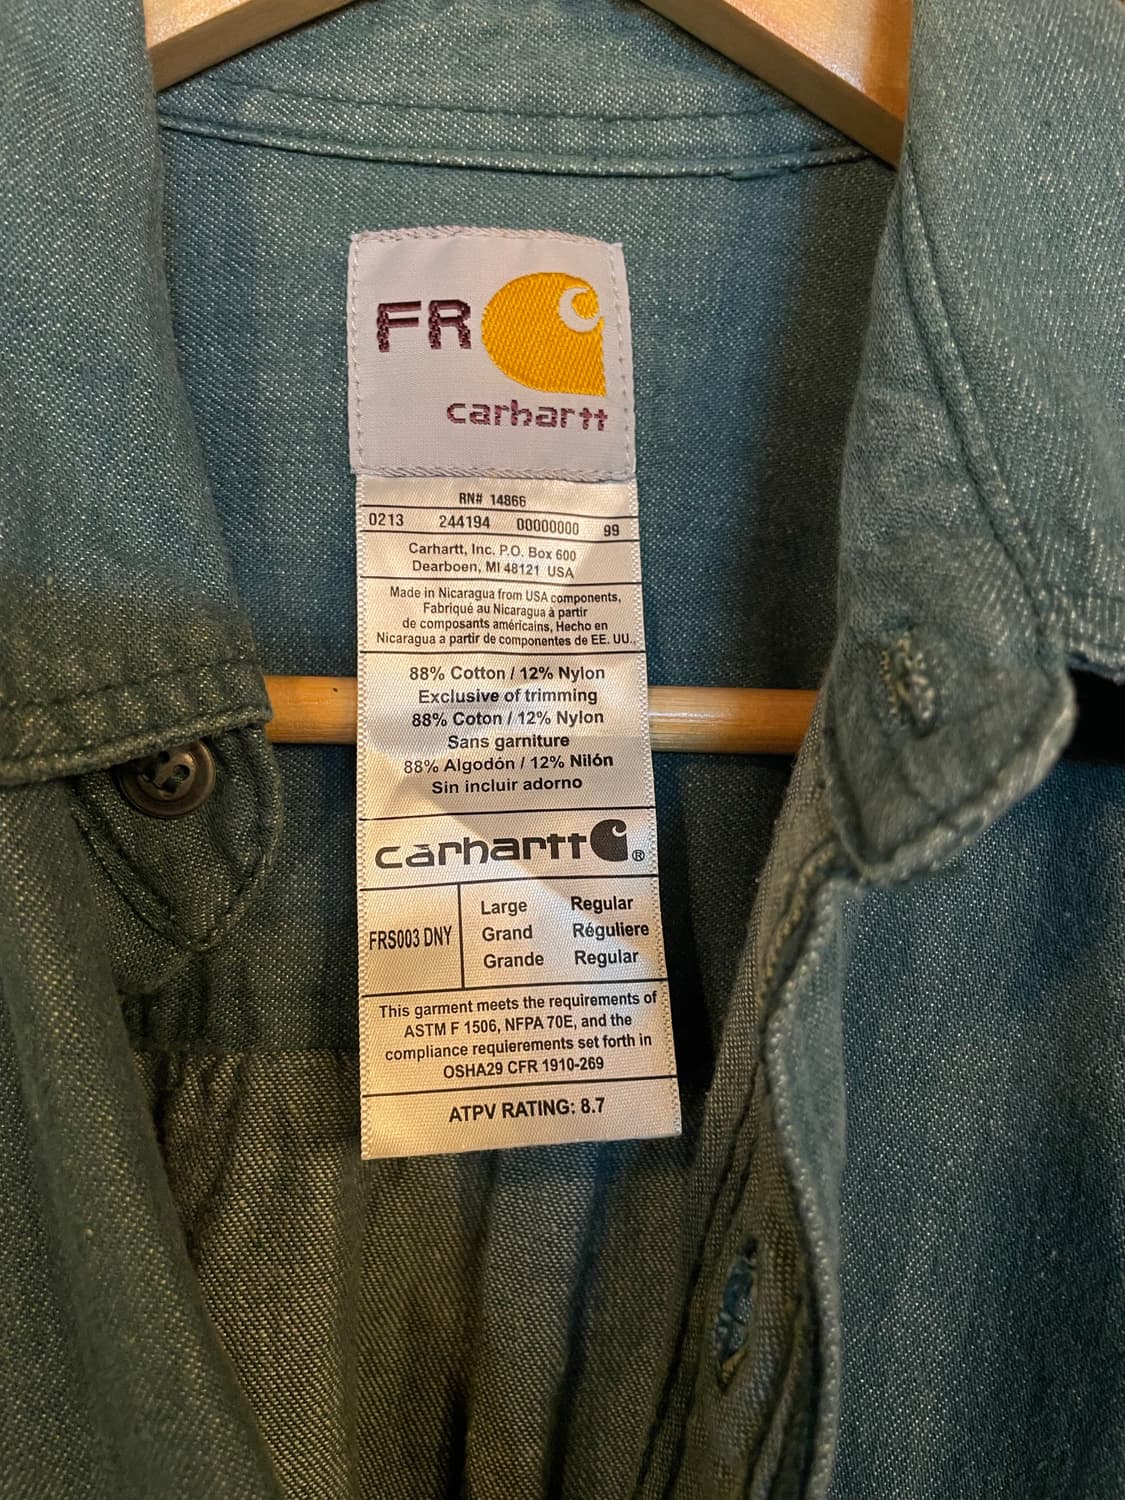 FR
carhartt
RN# 14866
0213 244194 00000000 99
Carhartt, Inc. P.O. Box 600
Dearboen, MI 48121 USA
Made in Nicaragua from USA components,
Fabriqué au Nicaragua à partir
de composants américains, Hecho en
Nicaragua a partir de componentes de EE. UU.,
88% Cotton / 12% Nylon
Exclusive of trimming
88% Coton / 12% Nylon
Sans garniture
88% Algodón / 12% Nilón
Sin incluir adorno
carhartt ®
FRS003 DNY
Large Regular
Grand Réguliere
Grande Regular
This garment meets the requirements of
ASTM F 1506, NFPA 70E, and the
compliance requierements set forth in
OSHA29 CFR 1910-269
ATPV RATING: 8.7